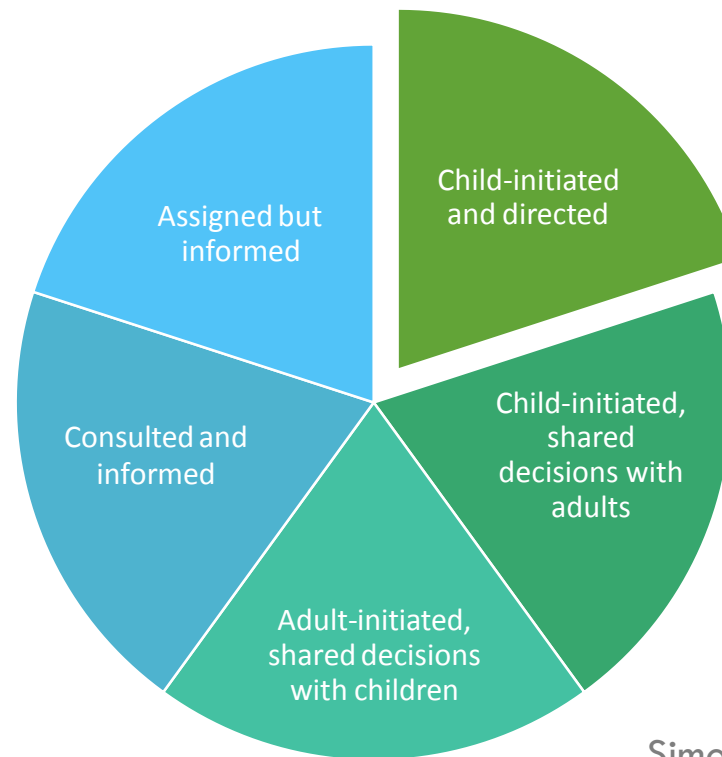 Child-initiated
and directed
Assigned but
informed
Child-initiated,
shared
decisions with
adults
Consulted and
informed
Adult-initiated,
shared decisions
with children